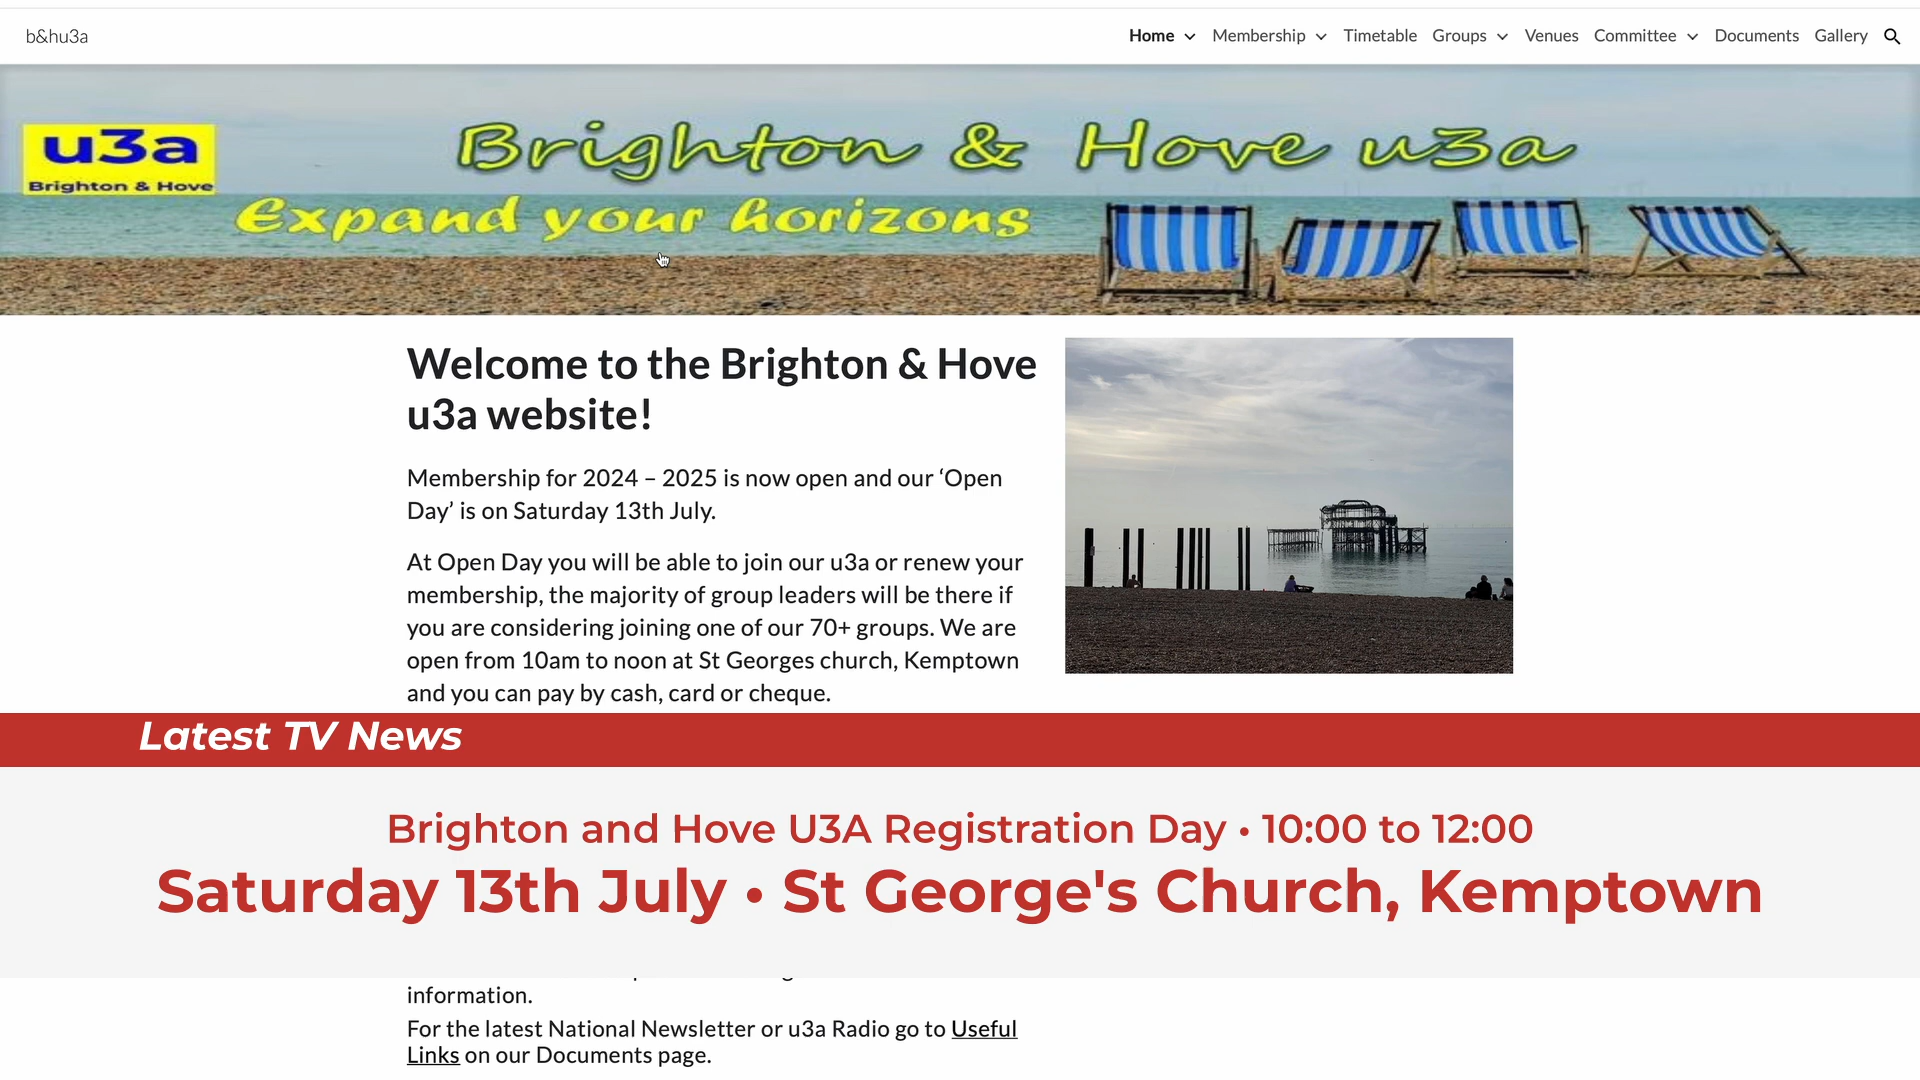 b&hu3a
Home Membership Timetable Groups Venues Committee Documents Gallery
u3a
Brighton & Hove
Brighton & Hove u3a
Expand your horizons
Welcome to the Brighton & Hove
u3a website!
Membership for 2024 – 2025 is now open and our ‘Open
Day’ is on Saturday 13th July.
At Open Day you will be able to join our u3a or renew your
membership, the majority of group leaders will be there if
you are considering joining one of our 70+ groups. We are
open from 10am to noon at St Georges church, Kemptown
and you can pay by cash, card or cheque.
Latest TV News
Brighton and Hove U3A Registration Day • 10:00 to 12:00
Saturday 13th July • St George's Church, Kemptown
information.
For the latest National Newsletter or u3a Radio go to Useful
Links on our Documents page.